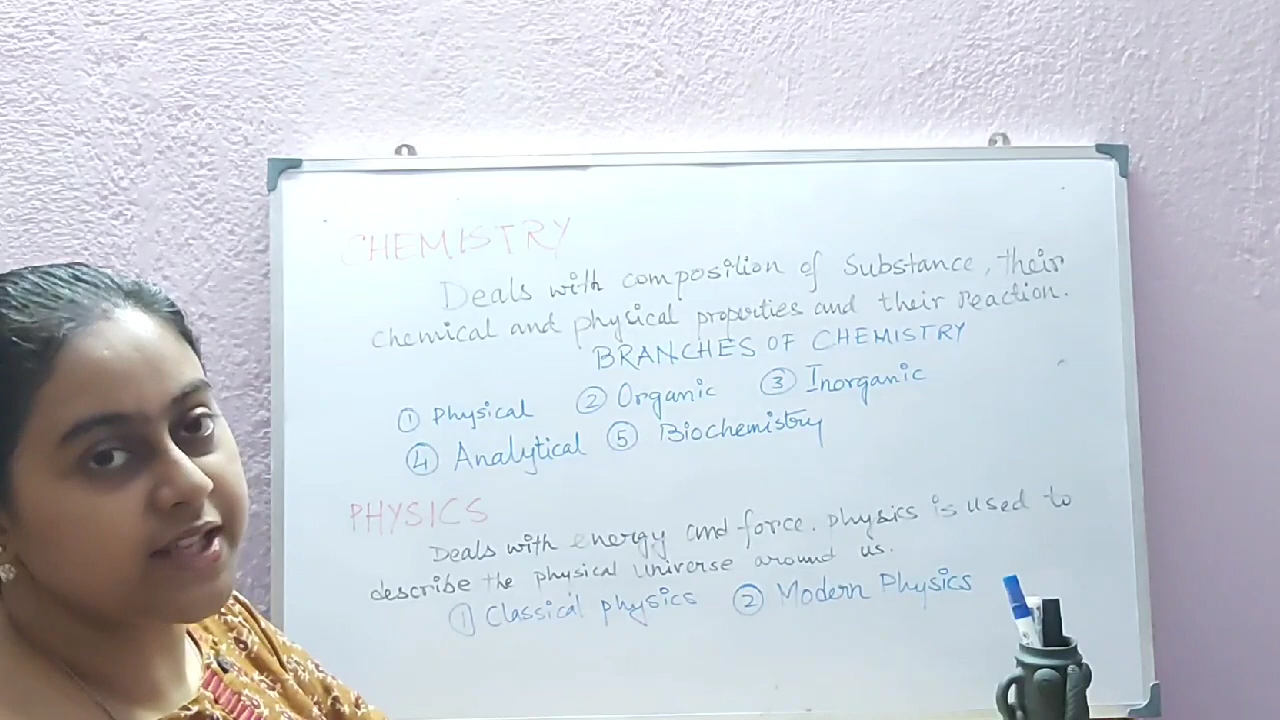 CHEMISTRY
Deals with composition of Substance, their
chemical and physical properties and their reaction.
BRANCHES OF CHEMISTRY
① Physical ② Organic ③ Inorganic
④ Analytical ⑤ Biochemistry
PHYSICS
Deals with energy and force. Physics is used to
describe the physical Universe around us.
① Classical physics ② Modern Physics